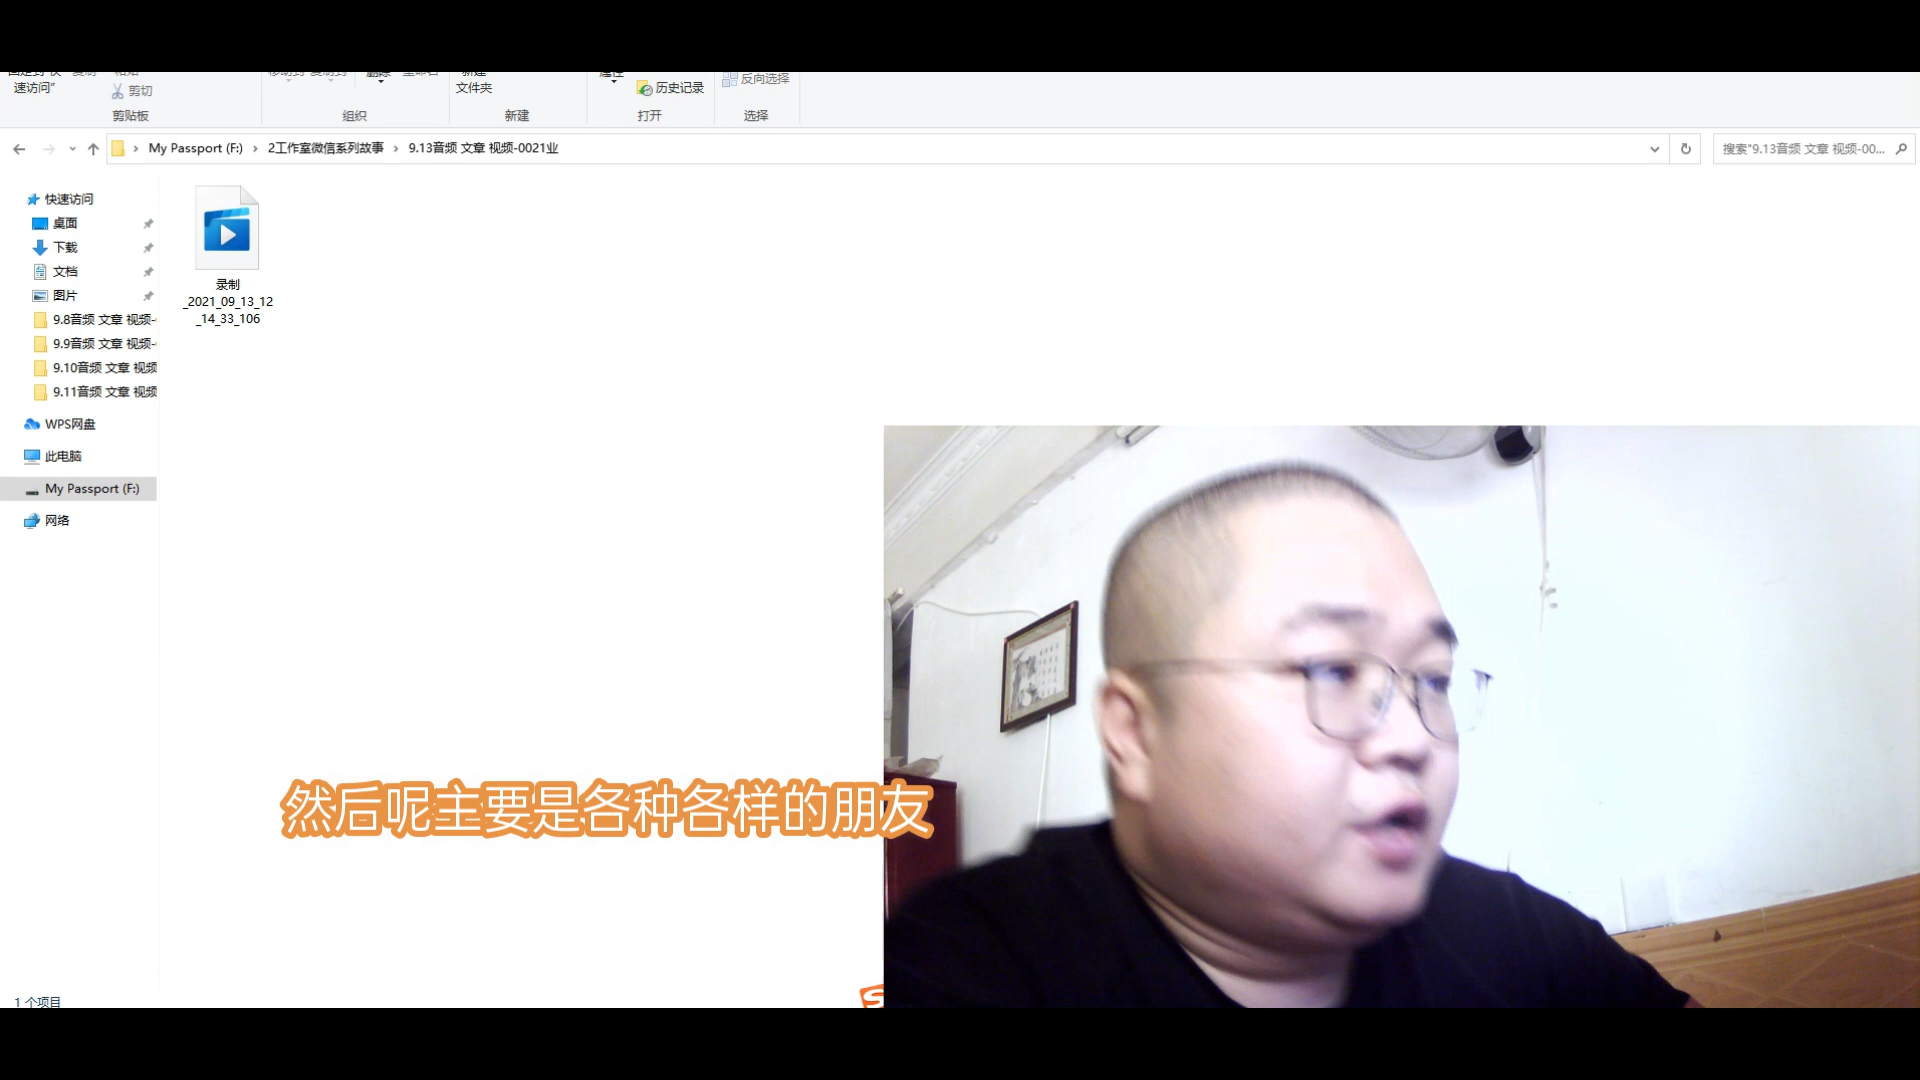 速访问"
剪切
文件夹
历史记录
反向选择
剪贴板
组织
新建
打开
选择
My Passport (F:) › 2工作室微信系列故事 › 9.13音频 文章 视频-0021业
搜索"9.13音频 文章 视频-00...
快速访问
桌面
下载
文档
图片
9.8音频 文章 视频-
9.9音频 文章 视频-
9.10音频 文章 视频
9.11音频 文章 视频
WPS网盘
此电脑
My Passport (F:)
网络
录制
_2021_09_13_12
_14_33_106
然后呢主要是各种各样的朋友
1 个项目